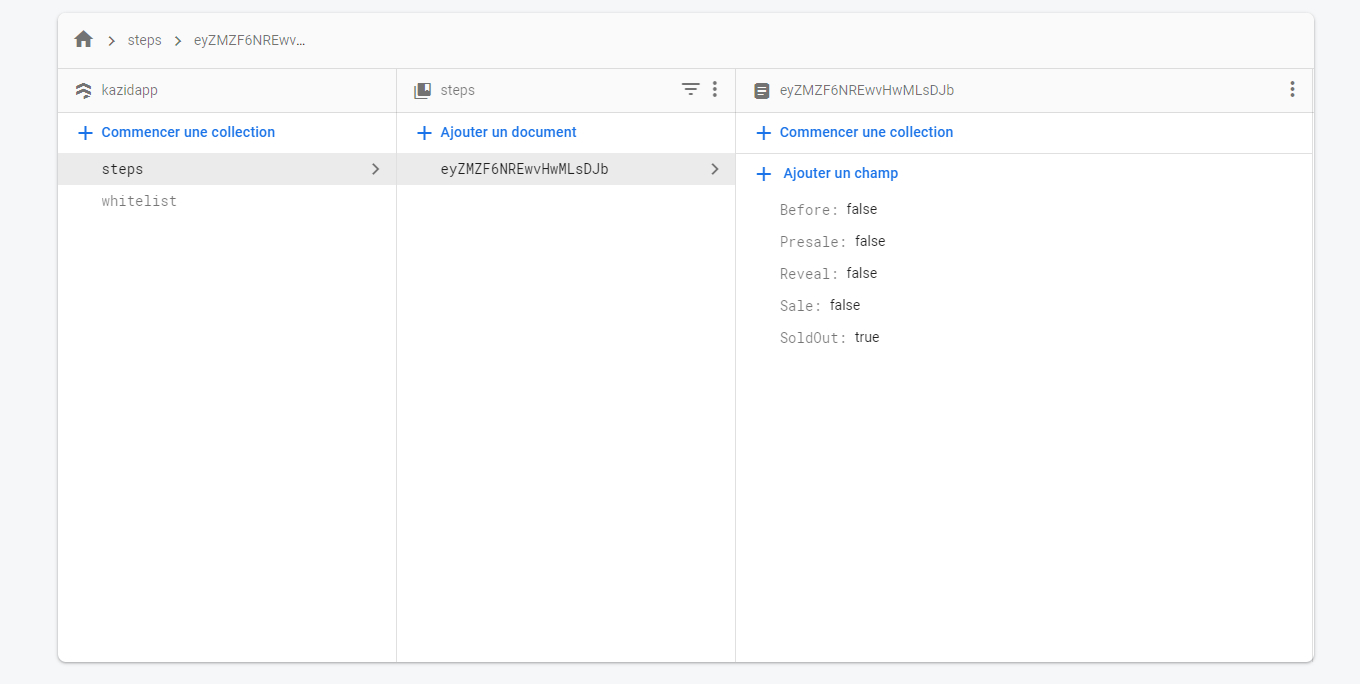 steps
eyZMZF6NREwv...
kazidapp
steps
eyZMZF6NREwvHwMLsDJb
Commencer une collection
Ajouter un document
Commencer une collection
steps
eyZMZF6NREwvHwMLsDJb
Ajouter un champ
whitelist
Before: false
Presale: false
Reveal: false
Sale: false
SoldOut: true